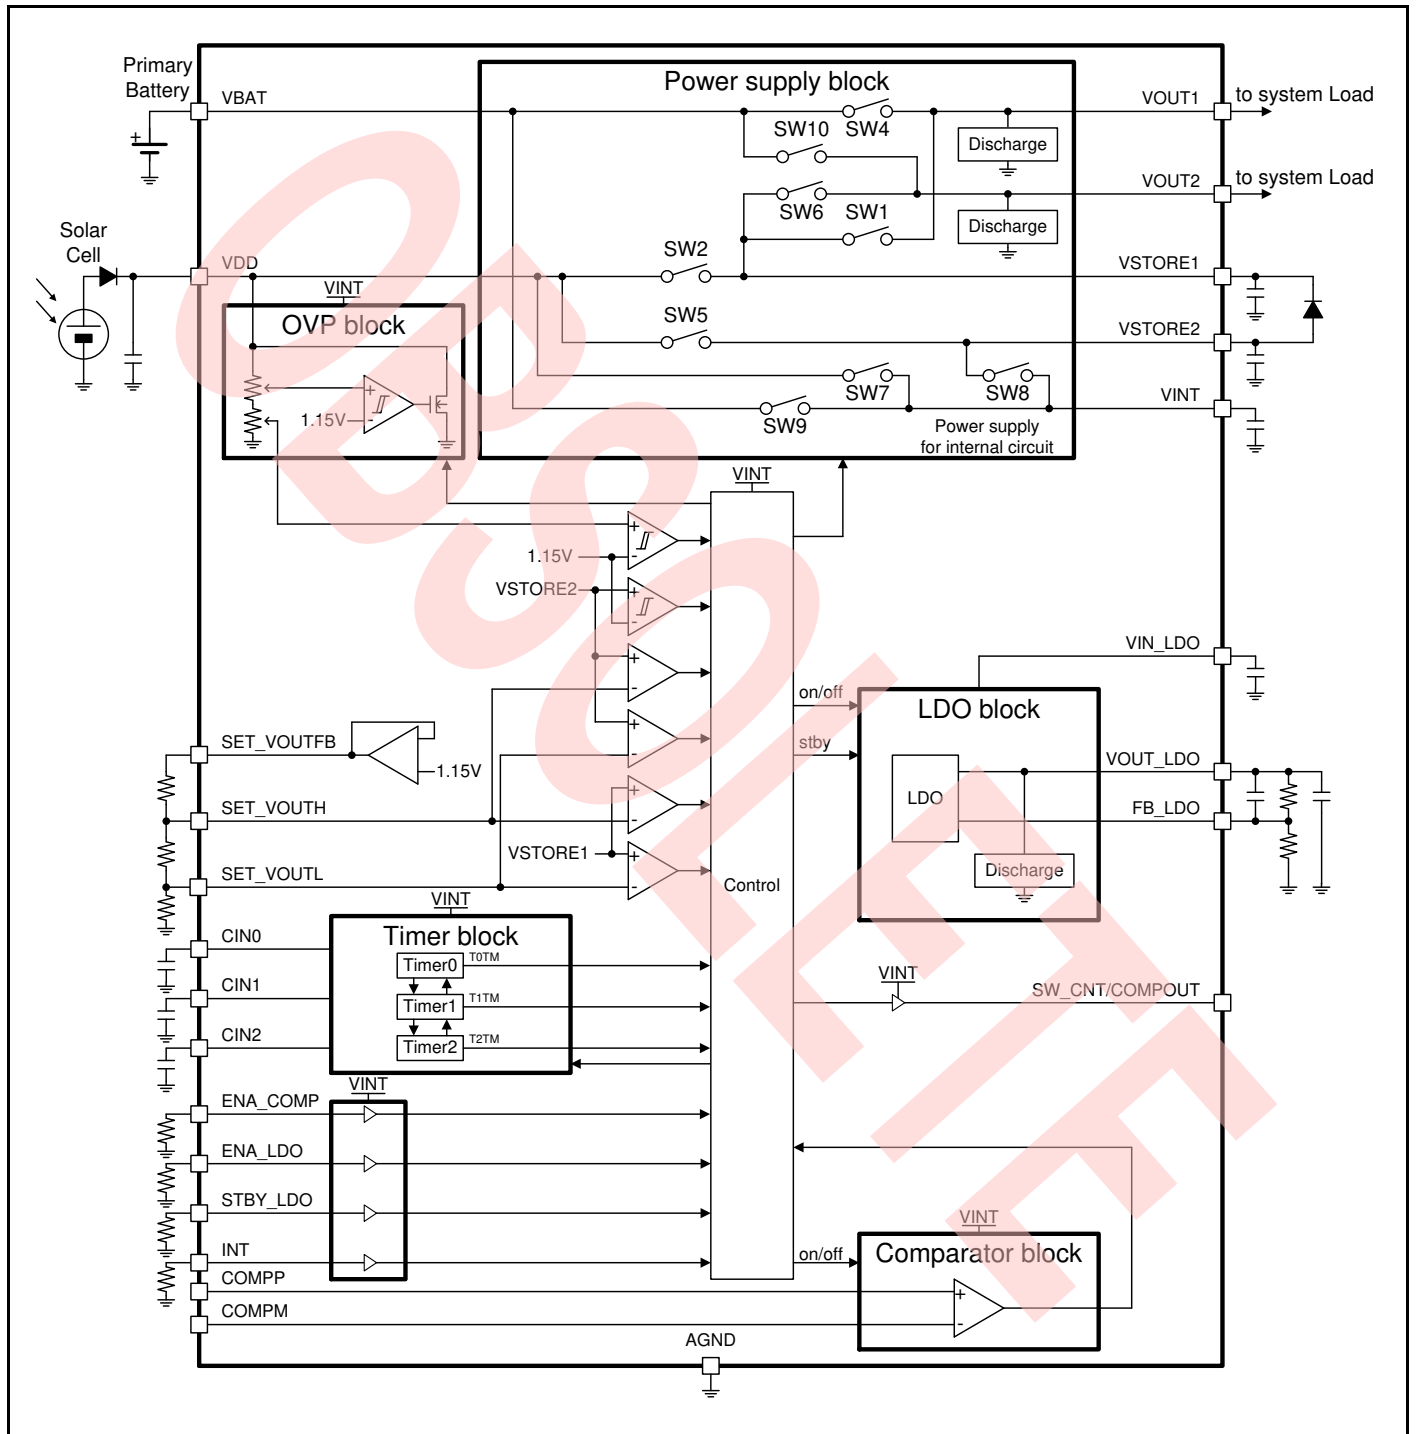 Primary
Battery
VBAT
Power supply block
VOUT1
to system Load
SW10
SW4
Discharge
VOUT2
to system Load
SW6
SW1
Discharge
Solar
Cell
VDD
SW2
VSTORE1
VINT
OVP block
SW5
VSTORE2
SW7
SW8
VINT
1.15V
SW9
Power supply
for internal circuit
VINT
1.15V
VSTORE2
VIN_LDO
on/off
LDO block
SET_VOUTFB
1.15V
stby
VOUT_LDO
LDO
SET_VOUTH
FB_LDO
VSTORE1
SET_VOUTL
Control
Discharge
VINT
CIN0
Timer block
Timer0
T0TM
CIN1
Timer1
T1TM
VINT
SW_CNT/COMPOUT
CIN2
Timer2
T2TM
VINT
ENA_COMP
ENA_LDO
STBY_LDO
VINT
INT
on/off
Comparator block
COMPP
COMPM
AGND
OBSOLETE